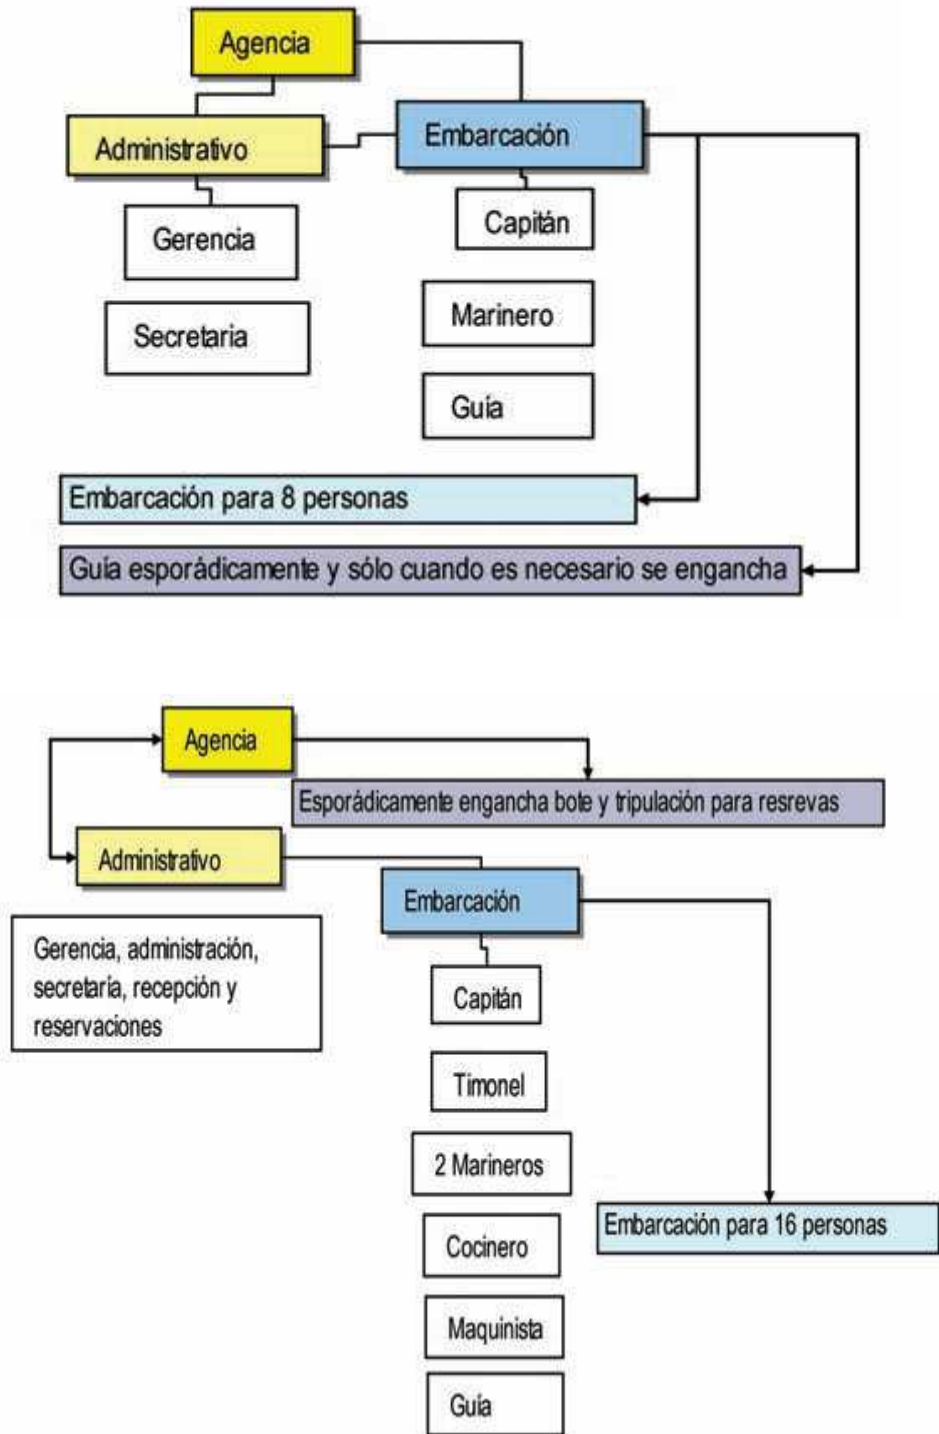 Agencia
Administrativo
Embarcación
Gerencia
Capitán
Secretaria
Marinero
Guía
Embarcación para 8 personas
Guía esporádicamente y sólo cuando es necesario se engancha
Agencia
Esporádicamente engancha bote y tripulación para resrevas
Administrativo
Embarcación
Gerencia, administración,
secretaría, recepción y
reservaciones
Capitán
Timonel
2 Marineros
Embarcación para 16 personas
Cocinero
Maquinista
Guía